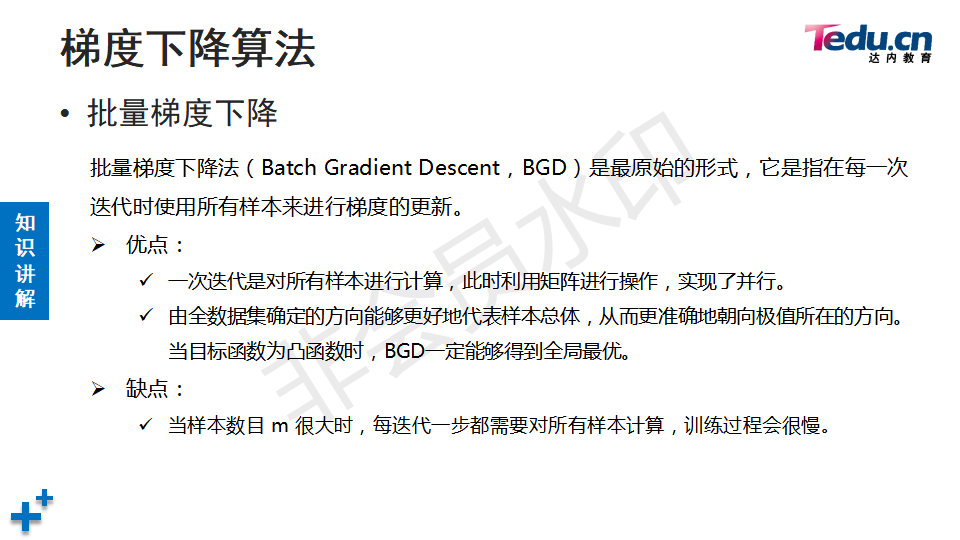 梯度下降算法
Tedu.cn
达内教育
• 批量梯度下降
批量梯度下降法（Batch Gradient Descent，BGD）是最原始的形式，它是指在每一次
迭代时使用所有样本来进行梯度的更新。
知识讲解
➢ 优点：
✓ 一次迭代是对所有样本进行计算，此时利用矩阵进行操作，实现了并行。
✓ 由全数据集确定的方向能够更好地代表样本总体，从而更准确地朝向极值所在的方向。
当目标函数为凸函数时，BGD一定能够得到全局最优。
➢ 缺点：
✓ 当样本数目 m 很大时，每迭代一步都需要对所有样本计算，训练过程会很慢。
非会员水印